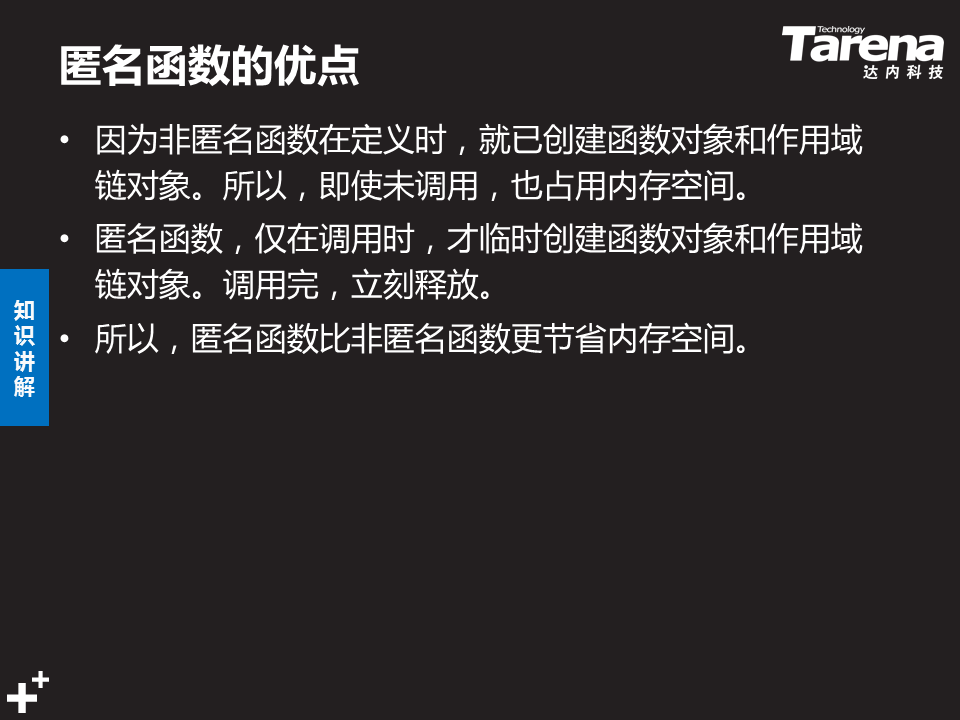 匿名函数的优点
Technology
Tarena
达内科技
• 因为非匿名函数在定义时，就已创建函数对象和作用域
链对象。所以，即使未调用，也占用内存空间。
• 匿名函数，仅在调用时，才临时创建函数对象和作用域
链对象。调用完，立刻释放。
• 所以，匿名函数比非匿名函数更节省内存空间。
知
识
讲
解